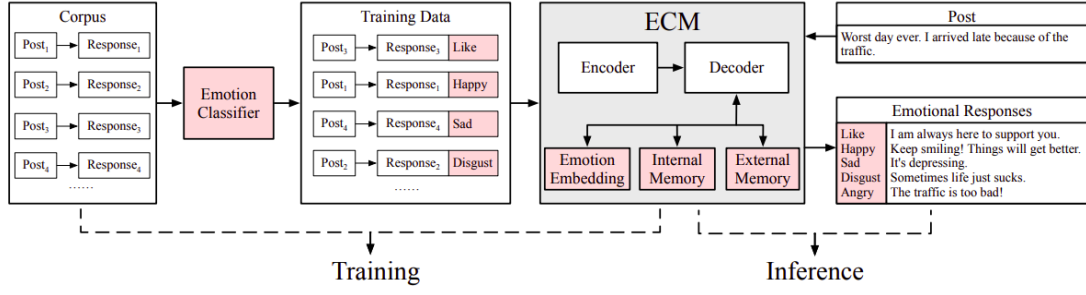 Corpus
Post1 Response1
Post2 Response2
Post3 Response3
Post4 Response4
......
Emotion
Classifier
Training Data
Post3 Response3 Like
Post1 Response1 Happy
Post4 Response4 Sad
Post2 Response2 Disgust
......
ECM
Encoder
Decoder
Emotion
Embedding
Internal
Memory
External
Memory
Post
Worst day ever. I arrived late because of the
traffic.
Emotional Responses
Like I am always here to support you.
Happy Keep smiling! Things will get better.
Sad It's depressing.
Disgust Sometimes life just sucks.
Angry The traffic is too bad!
Training
Inference